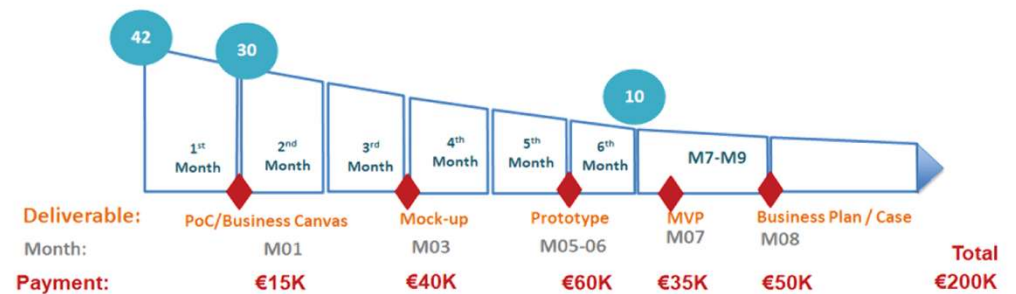 42
30
10
1st
Month
2nd
Month
3rd
Month
4th
Month
5th
Month
6th
Month
M7-M9
Deliverable: PoC/Business Canvas Mock-up Prototype MVP Business Plan / Case
Month: M01 M03 M05-06 M07 M08
Total
Payment: €15K €40K €60K €35K €50K €200K